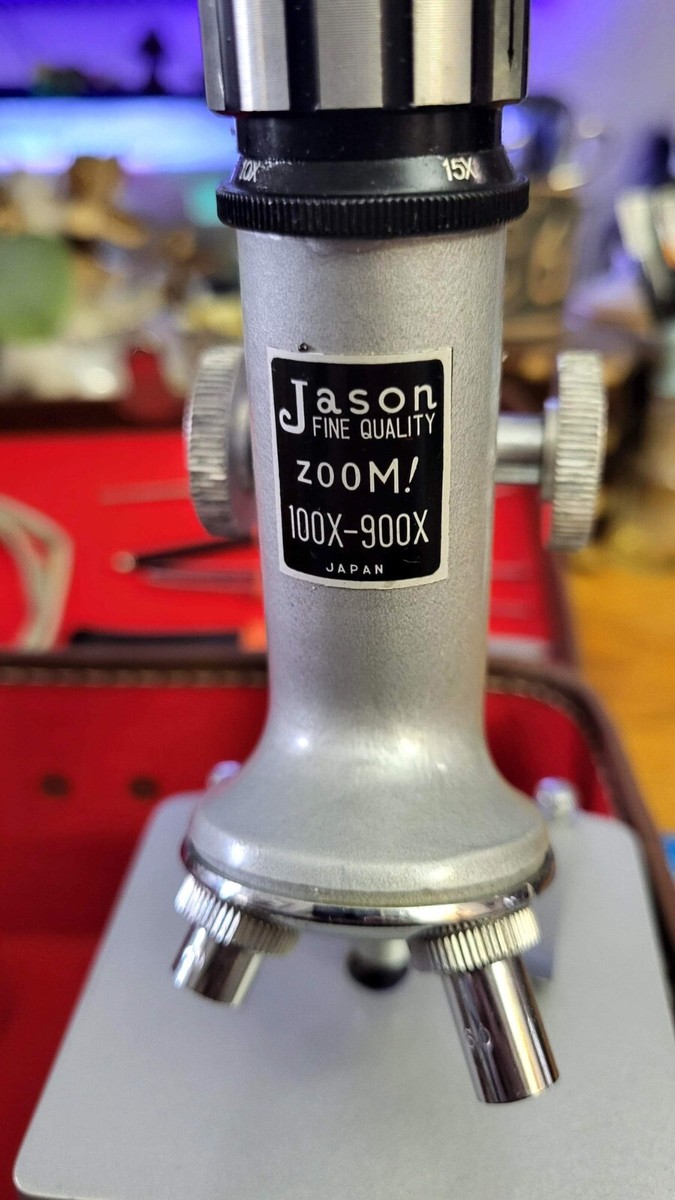 10X 15X
Jason
FINE QUALITY
ZOOM!
100X-900X
JAPAN